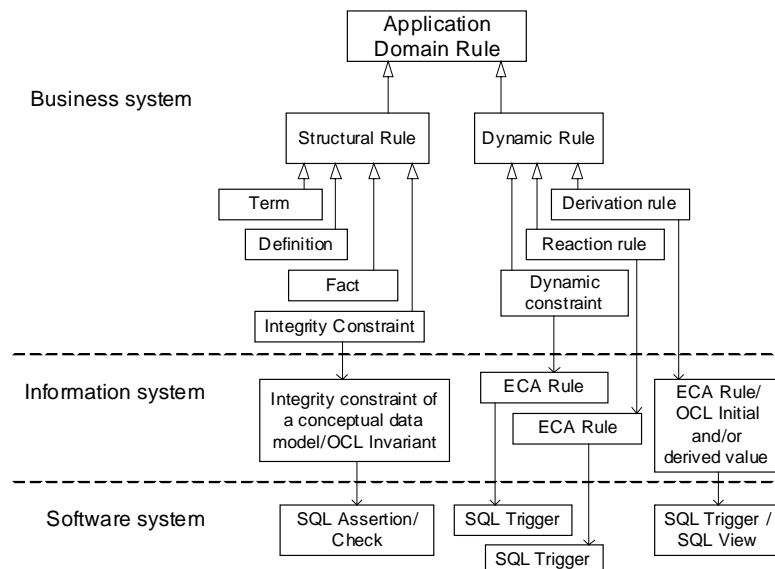 Application
Domain Rule
Business system
Structural Rule
Dynamic Rule
Term
Derivation rule
Definition
Reaction rule
Fact
Dynamic
constraint
Integrity Constraint
Information system
Integrity constraint of
a conceptual data
model/OCL Invariant
ECA Rule
ECA Rule
ECA Rule/
OCL Initial
and/or
derived value
Software system
SQL Assertion/
Check
SQL Trigger
SQL Trigger
SQL Trigger /
SQL View